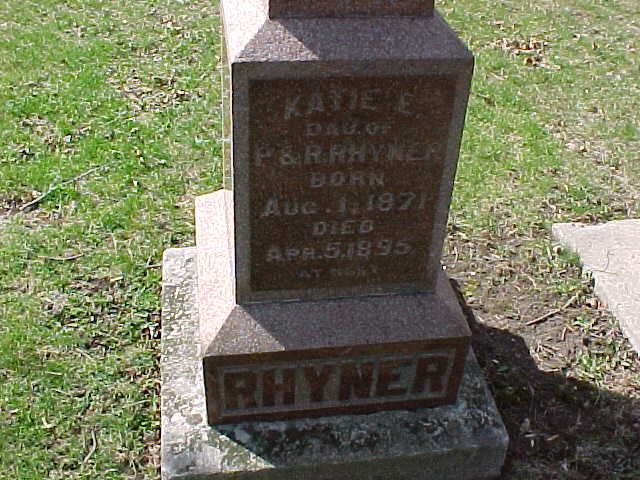 KATIE E.
DAU. OF
P. & R. RHYNER
BORN
AUG. 1, 1871
DIED
APR. 5, 1895
AT REST
RHYNER